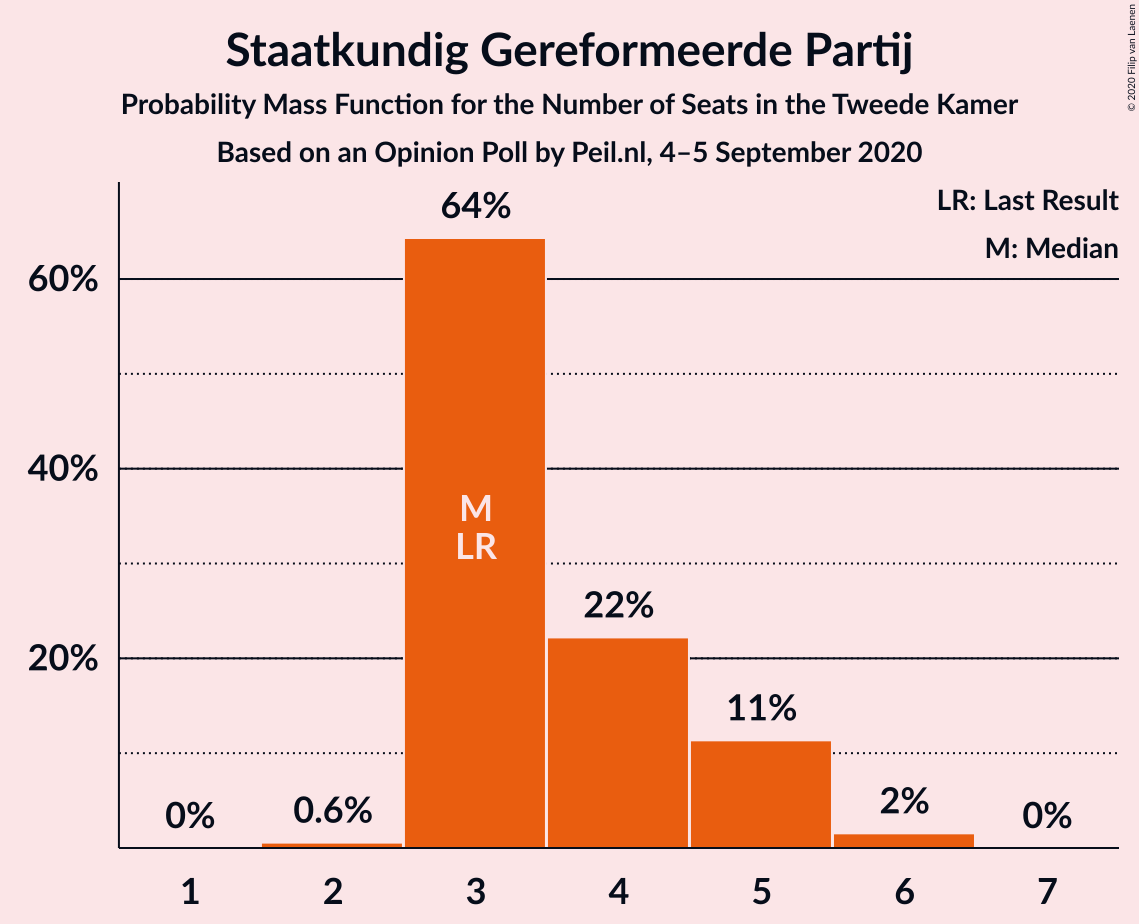 Staatkundig Gereformeerde Partij
Probability Mass Function for the Number of Seats in the Tweede Kamer
Based on an Opinion Poll by Peil.nl, 4–5 September 2020
© 2020 Filip van Laenen
LR: Last Result
M: Median
60%
40%
20%
0%
0.6%
64%
M
LR
22%
11%
2%
0%
1 2 3 4 5 6 7